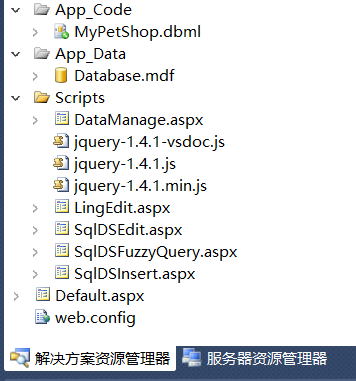 App_Code
MyPetShop.dbml
App_Data
Database.mdf
Scripts
DataManage.aspx
jquery-1.4.1-vsdoc.js
jquery-1.4.1.js
jquery-1.4.1.min.js
LingEdit.aspx
SqlDSEdit.aspx
SqlDSFuzzyQuery.aspx
SqlDSInsert.aspx
Default.aspx
web.config
解决方案资源管理器 服务器资源管理器